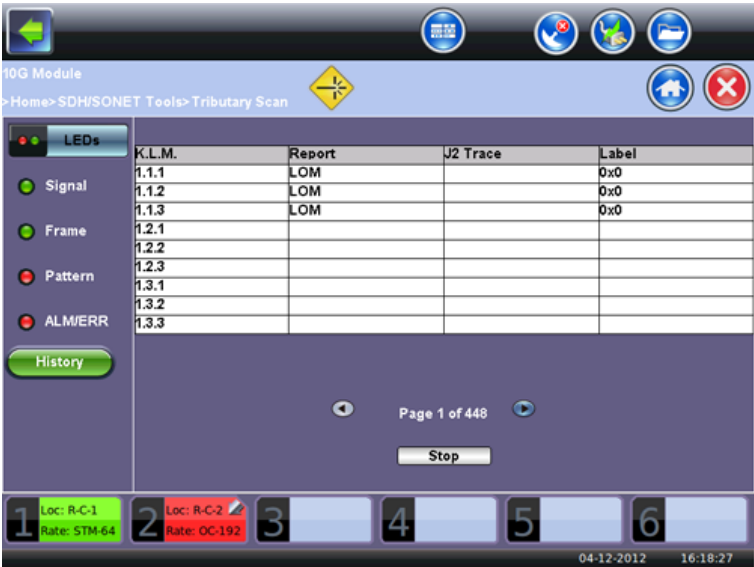 10G Module
>Home>SDH/SONET Tools>Tributary Scan
LEDs
Signal
Frame
Pattern
ALM/ERR
History
K.L.M. Report J2 Trace Label
1.1.1 LOM 0x0
1.1.2 LOM 0x0
1.1.3 LOM 0x0
1.2.1
1.2.2
1.2.3
1.3.1
1.3.2
1.3.3
Page 1 of 448
Stop
1 Loc: R-C-1
Rate: STM-64
2 Loc: R-C-2
Rate: OC-192
3
4
5
6
04-12-2012 16:18:27